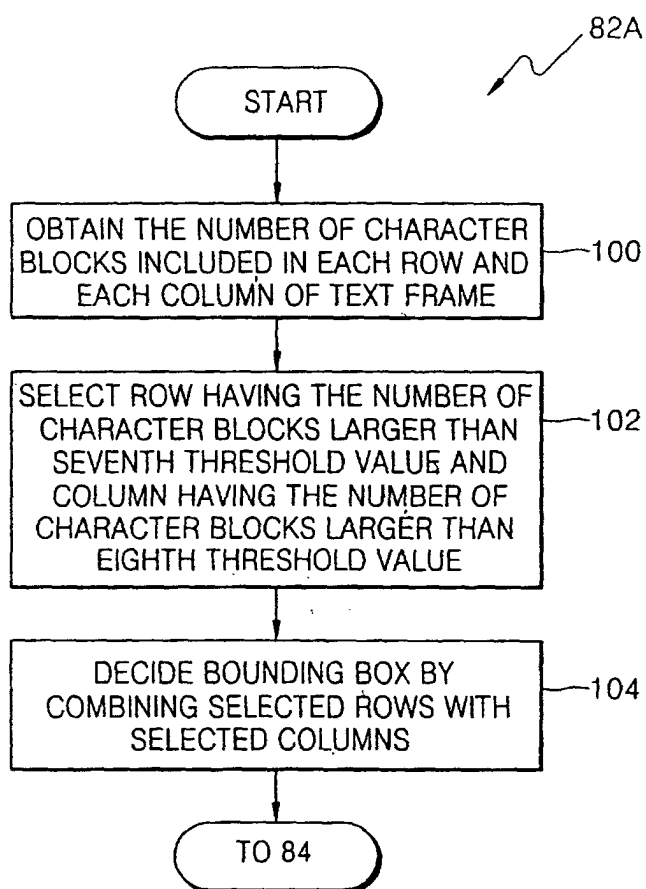 82A
START
OBTAIN THE NUMBER OF CHARACTER
BLOCKS INCLUDED IN EACH ROW AND
EACH COLUMN OF TEXT FRAME
100
SELECT ROW HAVING THE NUMBER OF
CHARACTER BLOCKS LARGER THAN
SEVENTH THRESHOLD VALUE AND
COLUMN HAVING THE NUMBER OF
CHARACTER BLOCKS LARGER THAN
EIGHTH THRESHOLD VALUE
102
DECIDE BOUNDING BOX BY
COMBINING SELECTED ROWS WITH
SELECTED COLUMNS
104
TO 84